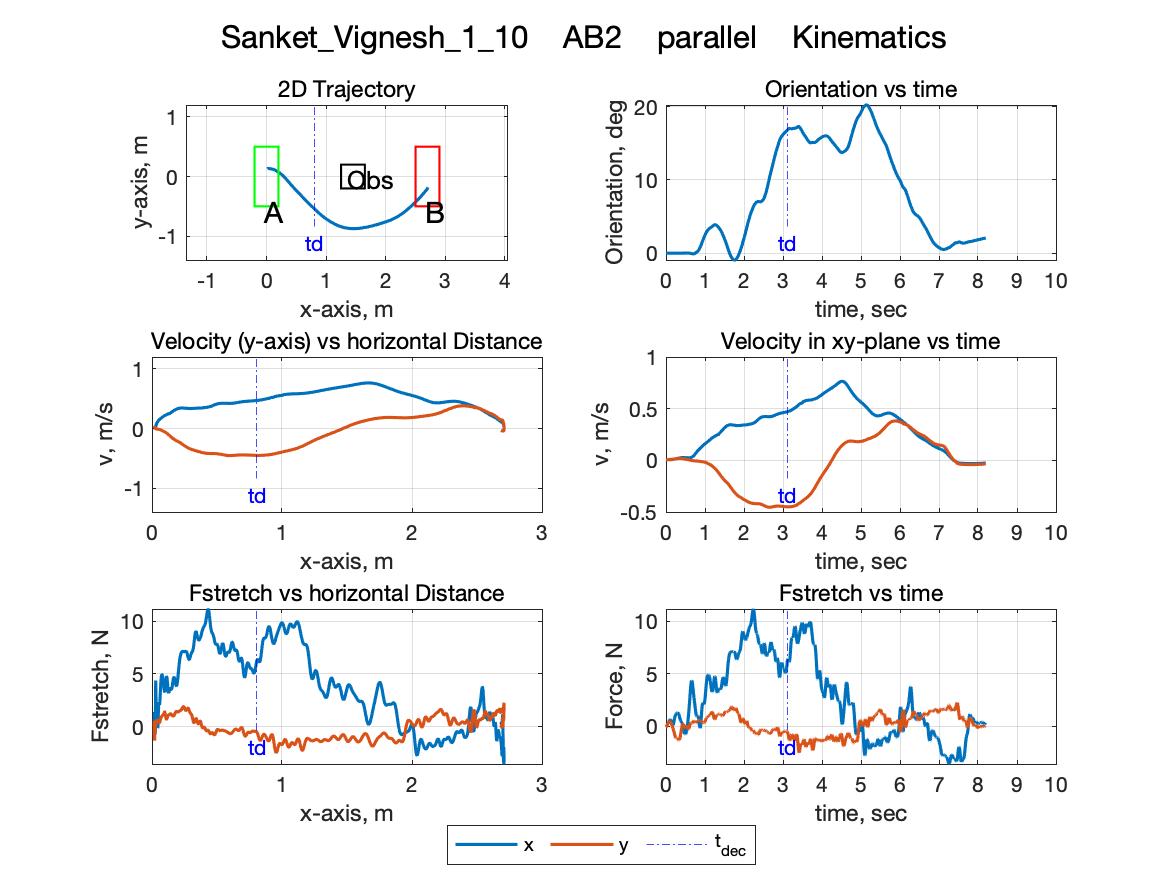 Sanket_Vignesh_1_10 AB2 parallel Kinematics
2D Trajectory
y-axis, m
1
0
-1
A
td
Obs
B
-1 0 1 2 3 4
x-axis, m
Orientation vs time
Orientation, deg
20
10
0
td
0 1 2 3 4 5 6 7 8 9 10
time, sec
Velocity (y-axis) vs horizontal Distance
v, m/s
1
0
-1
td
0 1 2 3
x-axis, m
Velocity in xy-plane vs time
v, m/s
1
0.5
0
-0.5
td
0 1 2 3 4 5 6 7 8 9 10
time, sec
Fstretch vs horizontal Distance
Fstretch, N
10
5
0
td
0 1 2 3
x-axis, m
Fstretch vs time
Force, N
10
5
0
td
0 1 2 3 4 5 6 7 8 9 10
time, sec
x y t_dec